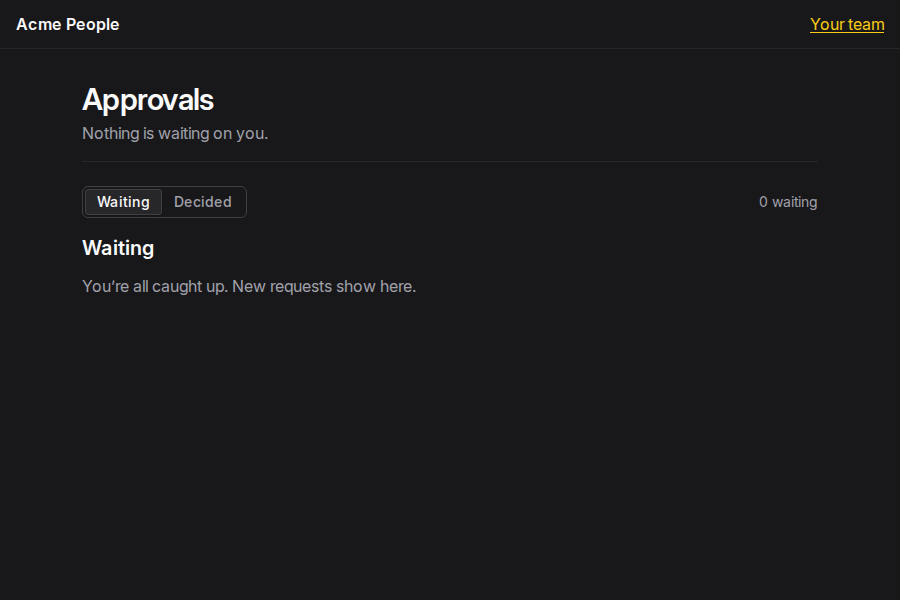 Acme People
Your team
Approvals
Nothing is waiting on you.
Waiting
Decided
0 waiting
Waiting
You’re all caught up. New requests show here.